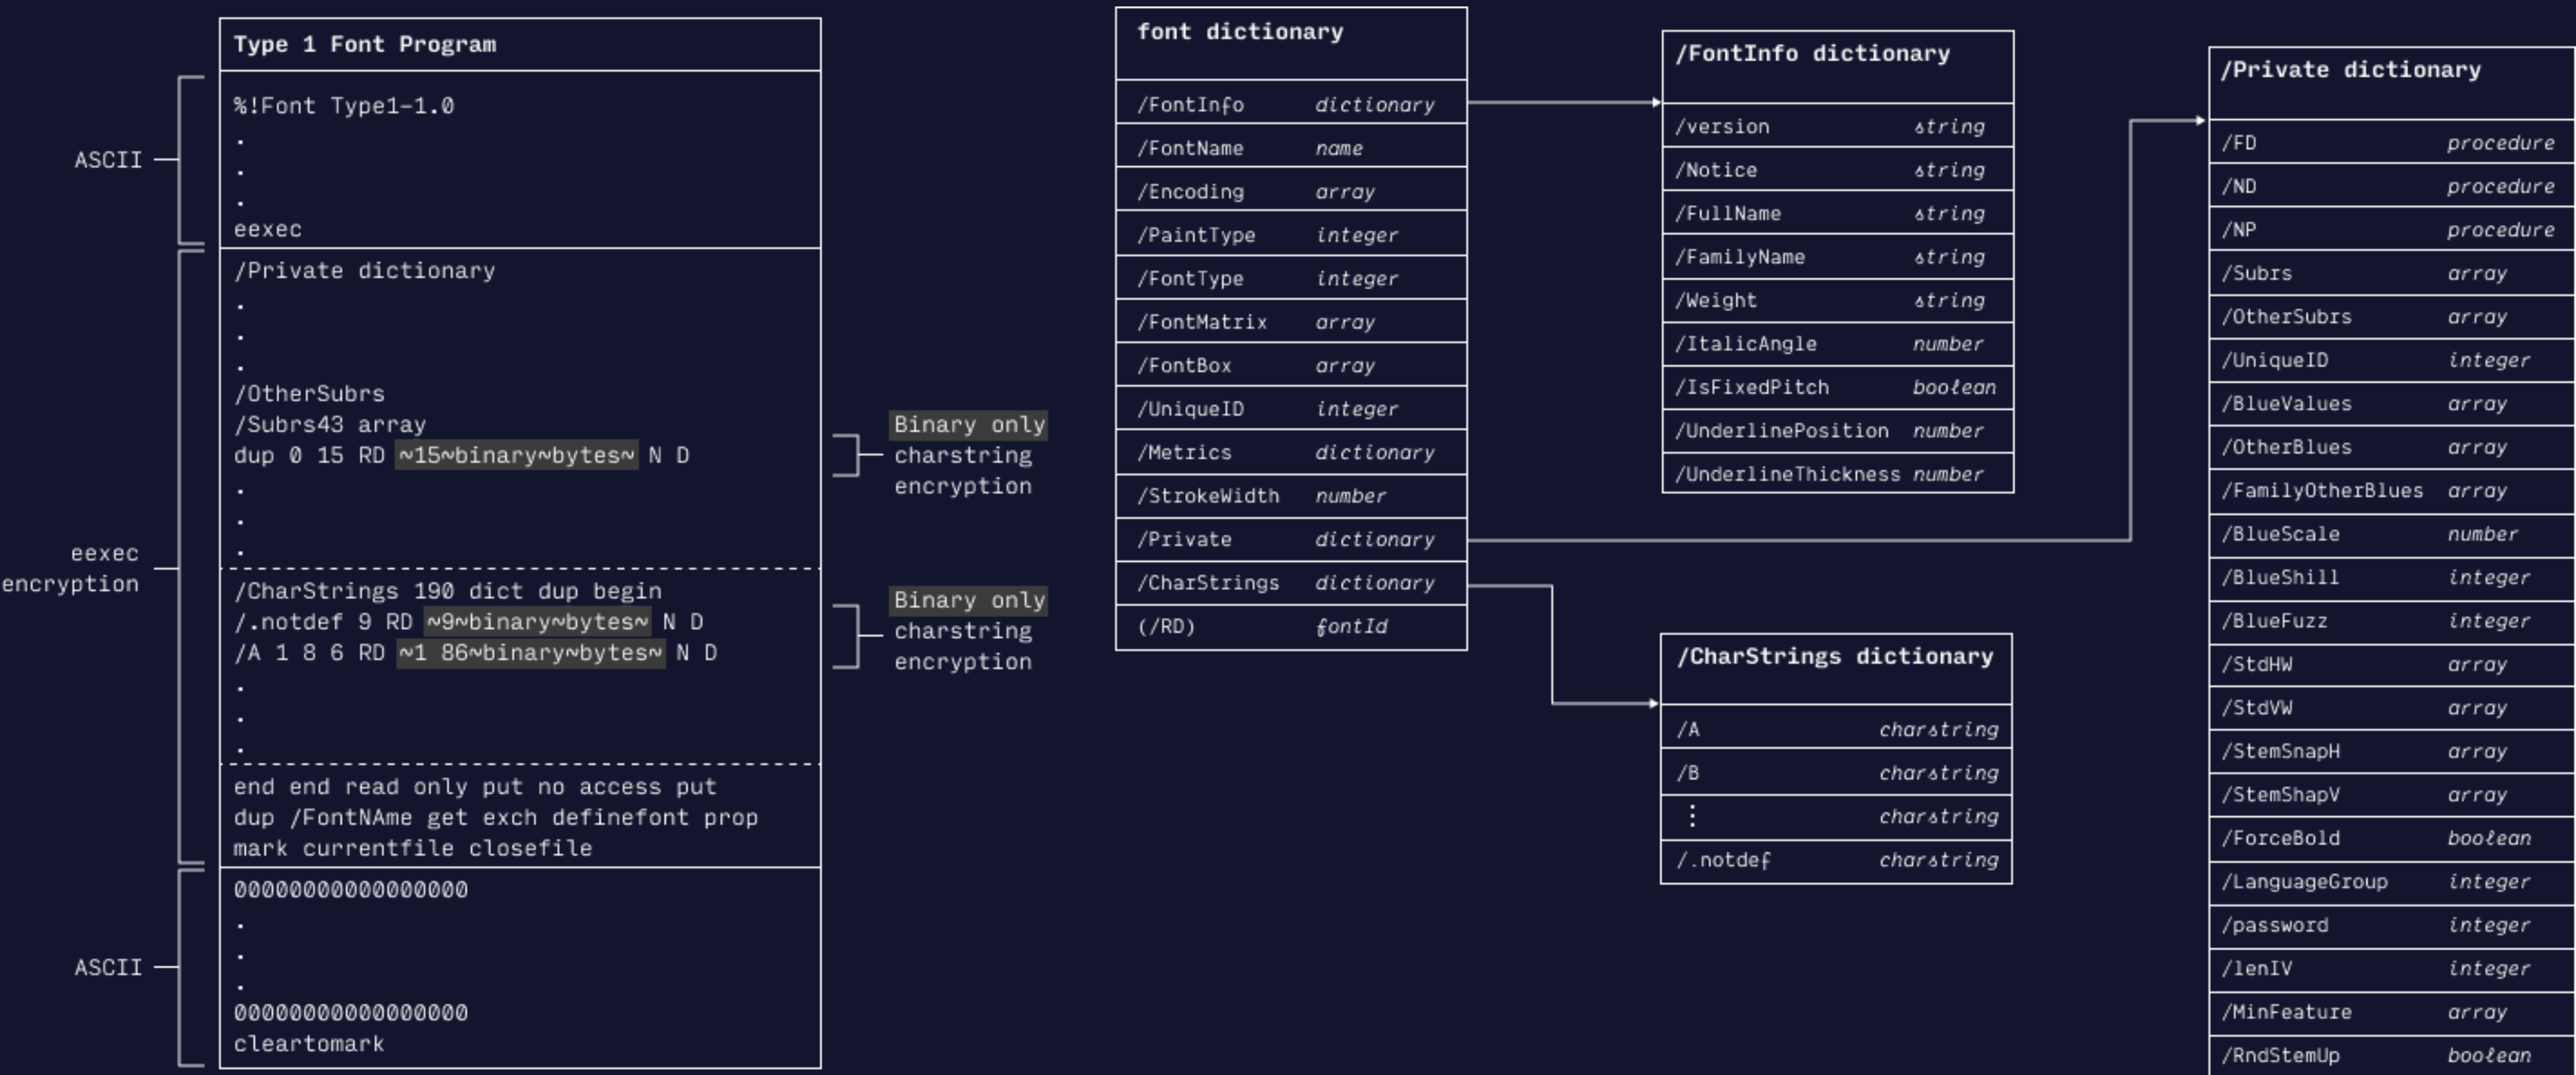 Type 1 Font Program
ASCII
%!Font Type1-1.0
.
.
.
eexec
eexec
encryption
/Private dictionary
.
.
.
/OtherSubrs
/Subrs43 array
dup 0 15 RD ~15~binary~bytes~ N D
.
.
.
Binary only
charstring
encryption
/CharStrings 190 dict dup begin
/.notdef 9 RD ~9~binary~bytes~ N D
/A 1 8 6 RD ~1 86~binary~bytes~ N D
.
.
.
Binary only
charstring
encryption
end end read only put no access put
dup /FontNAme get exch definefont prop
mark currentfile closefile
ASCII
00000000000000000
.
.
.
00000000000000000
cleartomark
font dictionary
/FontInfo dictionary
/FontName name
/Encoding array
/PaintType integer
/FontType integer
/FontMatrix array
/FontBox array
/UniqueID integer
/Metrics dictionary
/StrokeWidth number
/Private dictionary
/CharStrings dictionary
(/RD) fontId
/FontInfo dictionary
/version string
/Notice string
/FullName string
/FamilyName string
/Weight string
/ItalicAngle number
/IsFixedPitch boolean
/UnderlinePosition number
/UnderlineThickness number
/CharStrings dictionary
/A charstring
/B charstring
⋮ charstring
/.notdef charstring
/Private dictionary
/FD procedure
/ND procedure
/NP procedure
/Subrs array
/OtherSubrs array
/UniqueID integer
/BlueValues array
/OtherBlues array
/FamilyOtherBlues array
/BlueScale number
/BlueShill integer
/BlueFuzz integer
/StdHW array
/StdVW array
/StemSnapH array
/StemShapV array
/ForceBold boolean
/LanguageGroup integer
/password integer
/lenIV integer
/MinFeature array
/RndStemUp boolean